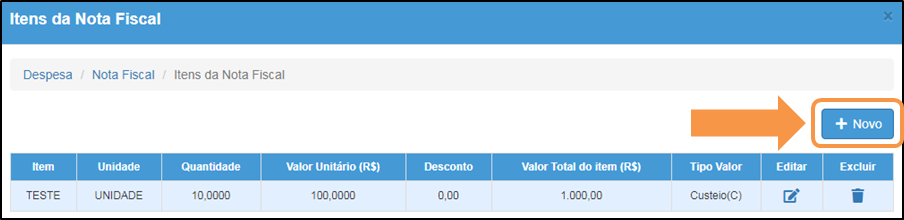 Itens da Nota Fiscal ×
Despesa / Nota Fiscal / Itens da Nota Fiscal
+ Novo
Item Unidade Quantidade Valor Unitário (R$) Desconto Valor Total do item (R$) Tipo Valor Editar Excluir
TESTE UNIDADE 10,0000 100,0000 0,00 1.000,00 Custeio(C)